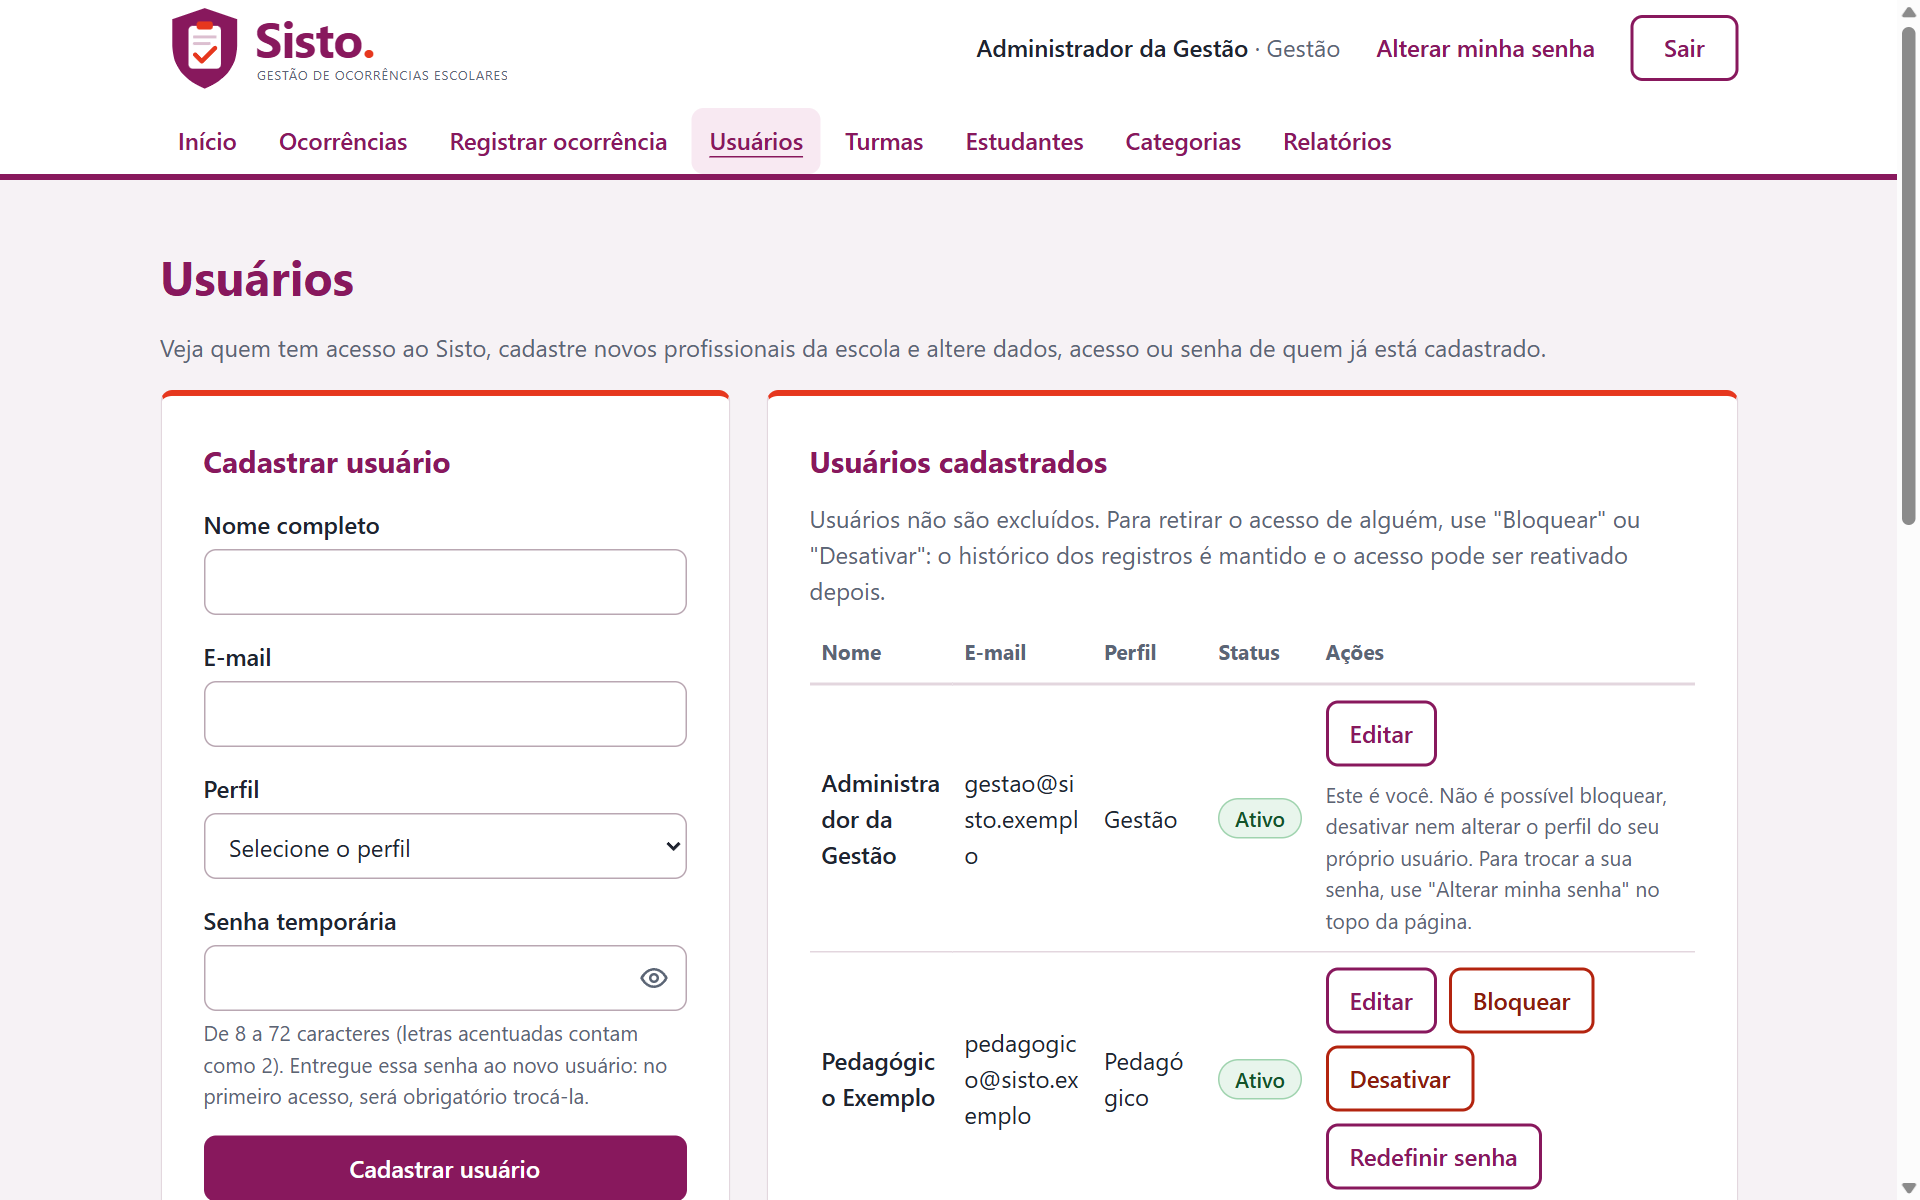 Sisto.
GESTÃO DE OCORRÊNCIAS ESCOLARES
Administrador da Gestão · Gestão
Alterar minha senha
Sair
Início
Ocorrências
Registrar ocorrência
Usuários
Turmas
Estudantes
Categorias
Relatórios
Usuários
Veja quem tem acesso ao Sisto, cadastre novos profissionais da escola e altere dados, acesso ou senha de quem já está cadastrado.
Cadastrar usuário
Nome completo
E-mail
Perfil
Selecione o perfil
Senha temporária
De 8 a 72 caracteres (letras acentuadas contam
como 2). Entregue essa senha ao novo usuário: no
primeiro acesso, será obrigatório trocá-la.
Cadastrar usuário
Usuários cadastrados
Usuários não são excluídos. Para retirar o acesso de alguém, use "Bloquear" ou
"Desativar": o histórico dos registros é mantido e o acesso pode ser reativado
depois.
Nome
E-mail
Perfil
Status
Ações
Administra
dor da
Gestão
gestao@si
sto.exempl
o
Gestão
Ativo
Editar
Este é você. Não é possível bloquear,
desativar nem alterar o perfil do seu
próprio usuário. Para trocar a sua
senha, use "Alterar minha senha" no
topo da página.
Pedagógic
o Exemplo
pedagogic
o@sisto.ex
emplo
Pedagó
gico
Ativo
Editar
Bloquear
Desativar
Redefinir senha